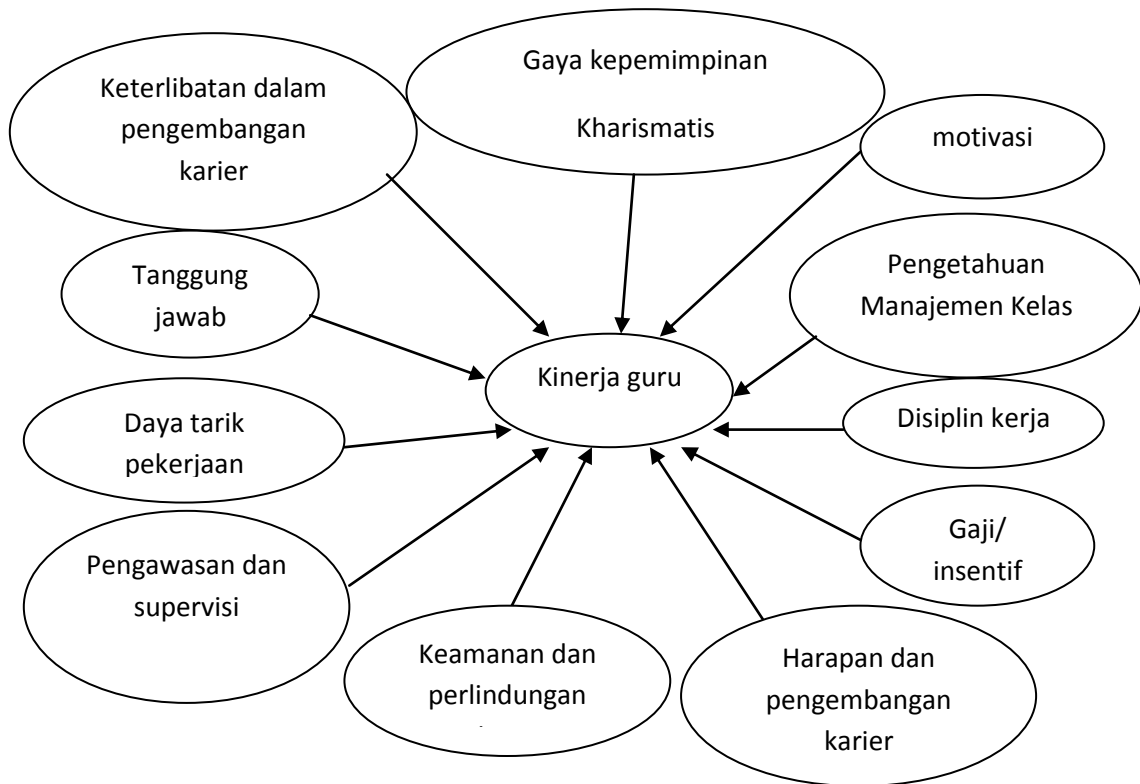 Keterlibatan dalam
pengembangan
karier
Gaya kepemimpinan
Kharismatis
motivasi
Tanggung
jawab
Pengetahuan
Manajemen Kelas
Kinerja guru
Daya tarik
pekerjaan
Disiplin kerja
Pengawasan dan
supervisi
Gaji/
insentif
Keamanan dan
perlindungan
Harapan dan
pengembangan
karier